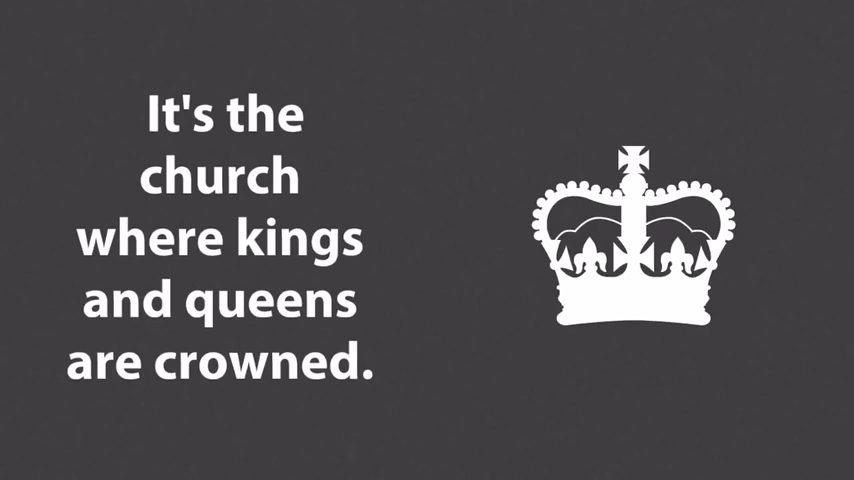 It's the
church
where kings
and queens
are crowned.